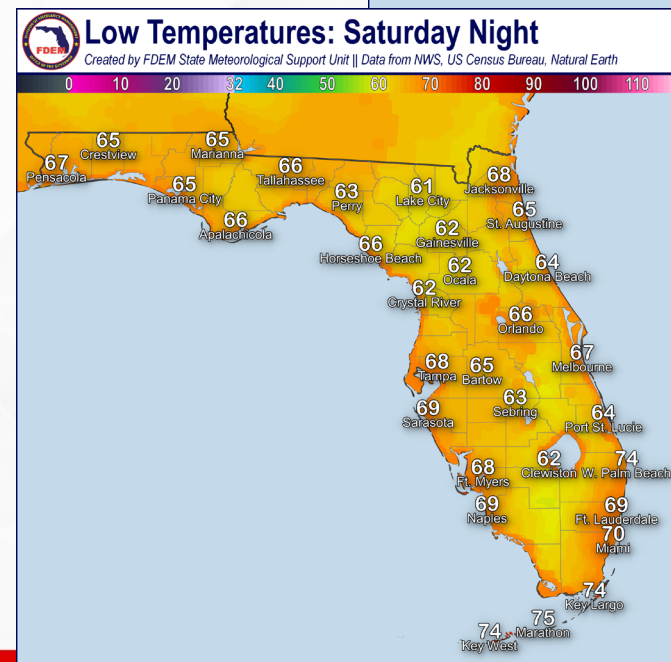 Low Temperatures: Saturday Night
Created by FDEM State Meteorological Support Unit || Data from NWS, US Census Bureau, Natural Earth
FDEM
0 10 20 32 40 50 60 70 80 90 100 110
65
Crestview
65
Marianna
67
Pensacola
66
Tallahassee
68
Jacksonville
65
Panama City
63
Perry
61
Lake City
65
St. Augustine
66
Apalachicola
62
Gainesville
66
Horseshoe Beach
62
Ocala
64
Daytona Beach
62
Crystal River
66
Orlando
68
Tampa
65
Bartow
67
Melbourne
69
Sarasota
63
Sebring
64
Port St. Lucie
68
Ft. Myers
62
Clewiston
74
W. Palm Beach
69
Naples
69
Ft. Lauderdale
70
Miami
74
Key Largo
75
Marathon
74
Key West